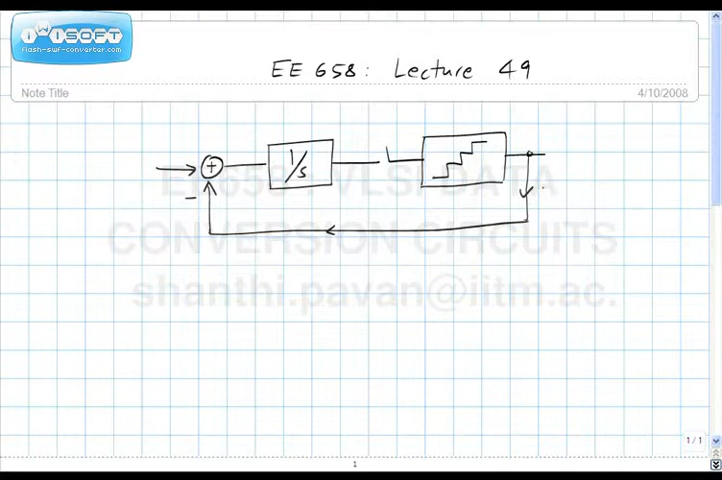 iWiSOFT
flash-swf-converter.com
EE 658: Lecture 49
Note Title
4/10/2008
+
1/s
-
EE658: VLSI DATA
CONVERSION CIRCUITS
shanthi.pavan@iitm.ac.
1/1
1